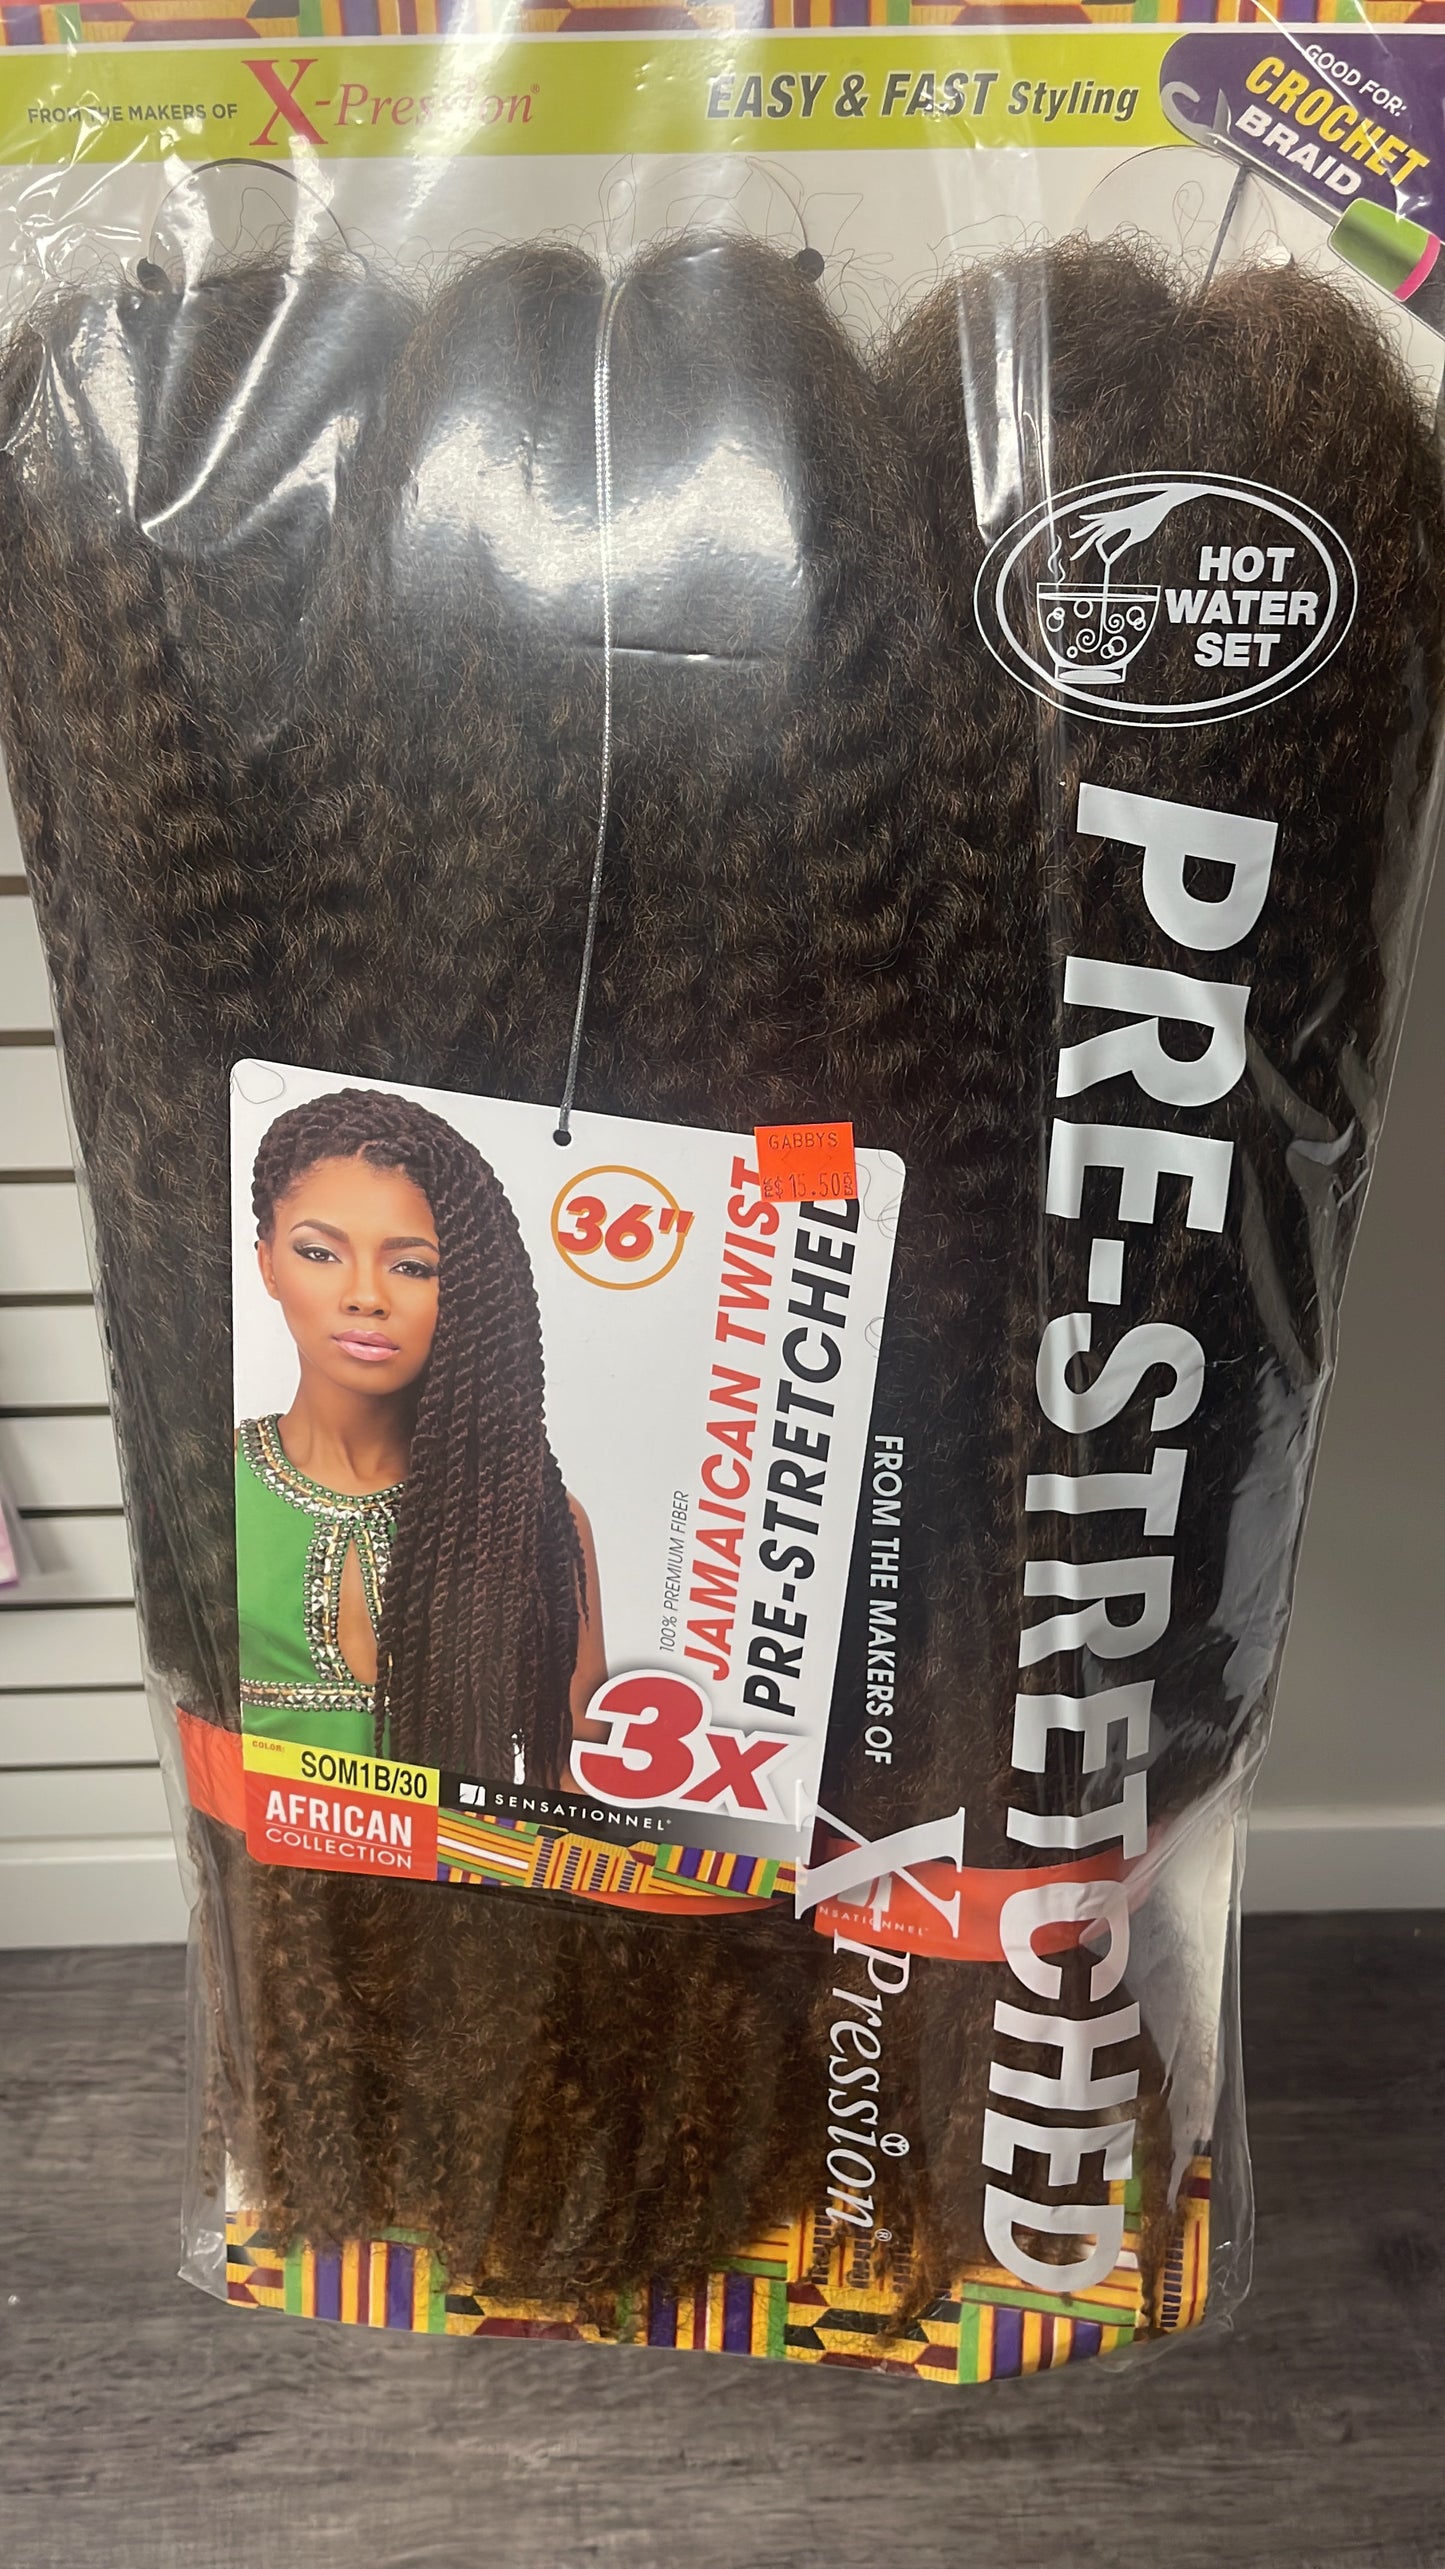 FROM THE MAKERS OF X-Pression®
EASY & FAST Styling
GOOD FOR:
CROCHET
BRAID
HOT
WATER
SET
PRE-STRETCHED
FROM THE MAKERS OF
X-Pression®
GABBYS
15.50
36"
100% PREMIUM FIBER
JAMAICAN TWIST
PRE-STRETCHED
3x
COLOR:
SOM1B/30
AFRICAN
COLLECTION
SENSATIONNEL®